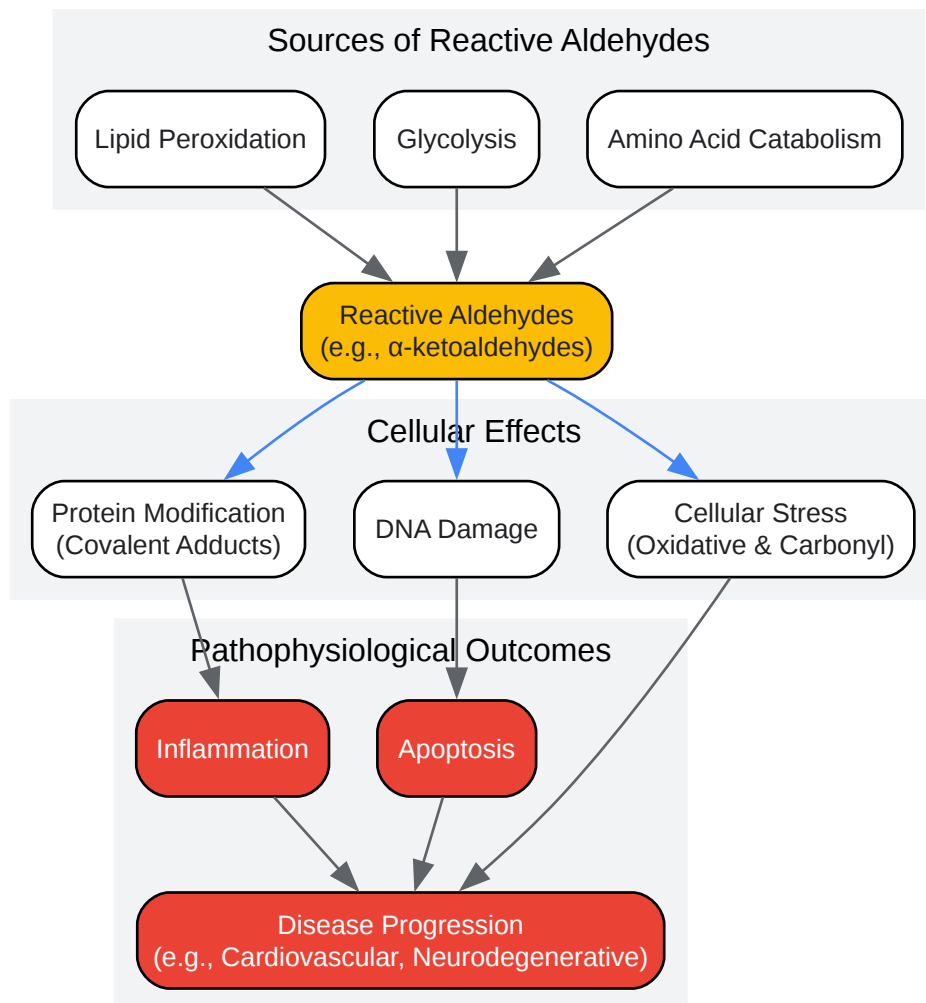 Sources of Reactive Aldehydes
Lipid Peroxidation
Glycolysis
Amino Acid Catabolism
Reactive Aldehydes
(e.g., α-ketoaldehydes)
Cellular Effects
Protein Modification
(Covalent Adducts)
DNA Damage
Cellular Stress
(Oxidative & Carbonyl)
Pathophysiological Outcomes
Inflammation
Apoptosis
Disease Progression
(e.g., Cardiovascular, Neurodegenerative)